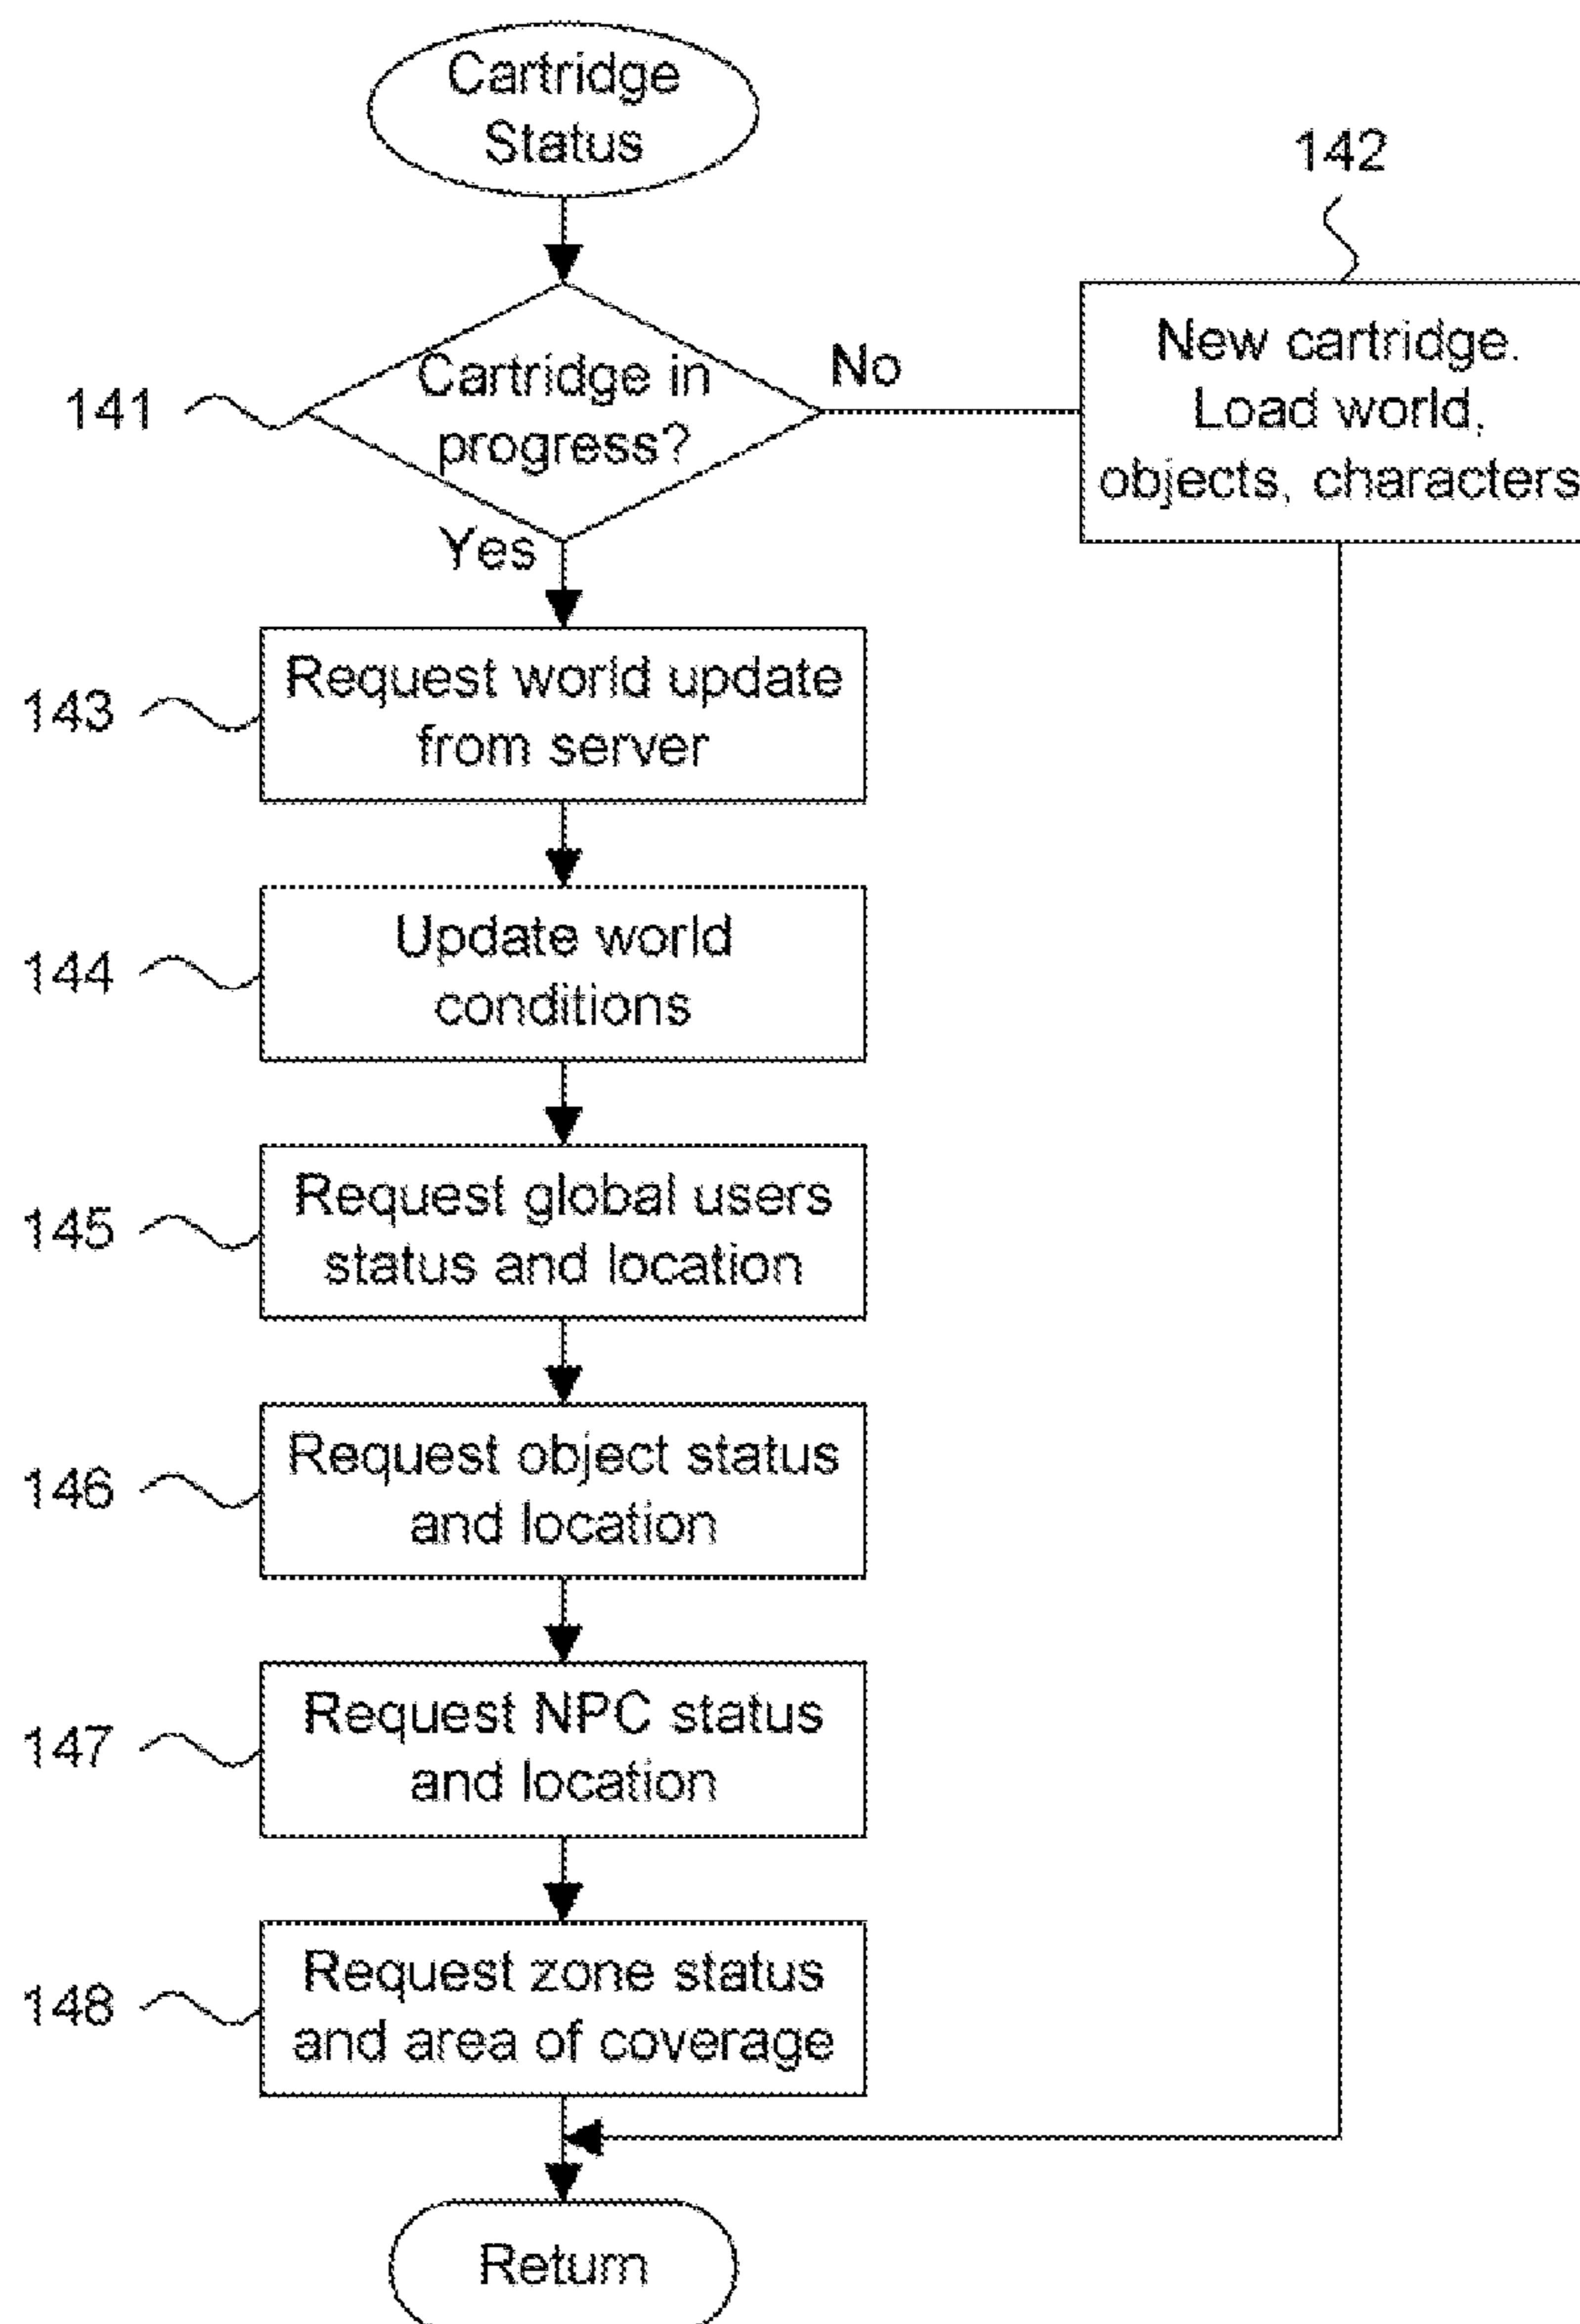 Cartridge
Status
142
New cartridge.
Load world,
objects, characters
141
Cartridge in
progress?
No
Yes
143
Request world update
from server
144
Update world
conditions
145
Request global users
status and location
146
Request object status
and location
147
Request NPC status
and location
148
Request zone status
and area of coverage
Return